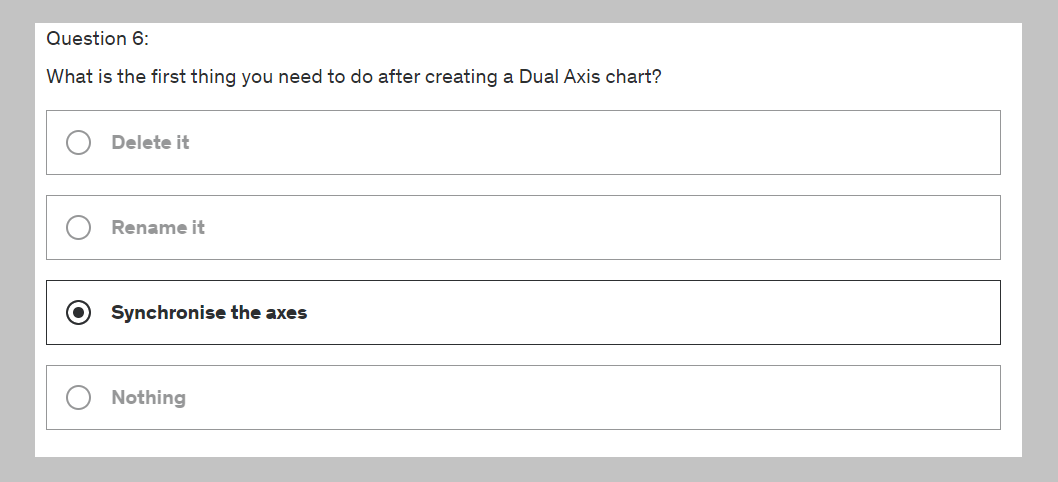 Question 6:
What is the first thing you need to do after creating a Dual Axis chart?
Delete it
Rename it
Synchronise the axes
Nothing